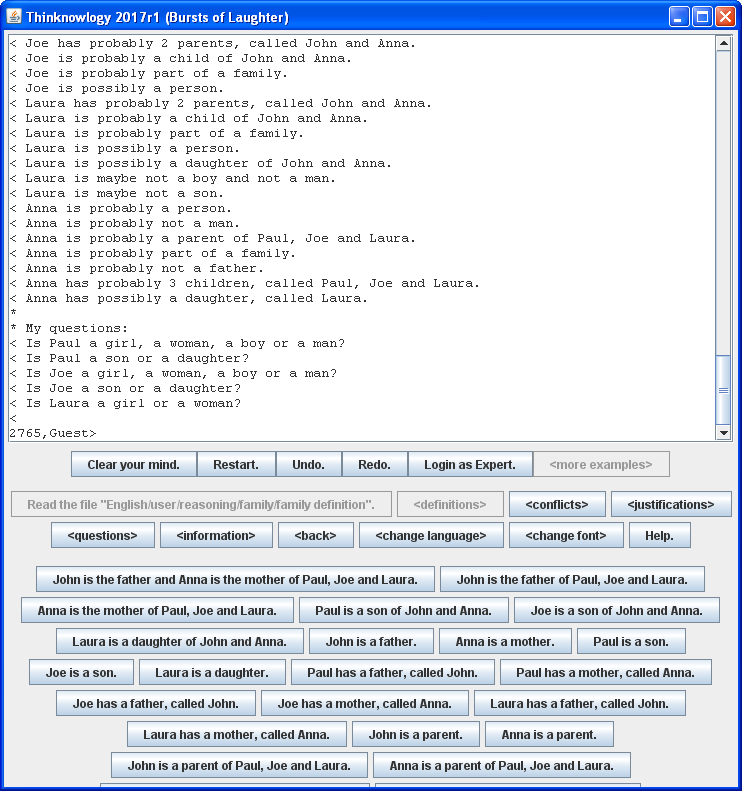 Thinknowlogy 2017r1 (Bursts of Laughter)
< Joe has probably 2 parents, called John and Anna.
< Joe is probably a child of John and Anna.
< Joe is probably part of a family.
< Joe is possibly a person.
< Laura has probably 2 parents, called John and Anna.
< Laura is probably a child of John and Anna.
< Laura is probably part of a family.
< Laura is possibly a person.
< Laura is possibly a daughter of John and Anna.
< Laura is maybe not a boy and not a man.
< Laura is maybe not a son.
< Anna is probably a person.
< Anna is probably not a man.
< Anna is probably a parent of Paul, Joe and Laura.
< Anna is probably part of a family.
< Anna is probably not a father.
< Anna has probably 3 children, called Paul, Joe and Laura.
< Anna has possibly a daughter, called Laura.
*
* My questions:
< Is Paul a girl, a woman, a boy or a man?
< Is Paul a son or a daughter?
< Is Joe a girl, a woman, a boy or a man?
< Is Joe a son or a daughter?
< Is Laura a girl or a woman?
<
2765,Guest>
Clear your mind. Restart. Undo. Redo. Login as Expert. <more examples>
Read the file "English/user/reasoning/family/family definition". <definitions> <conflicts> <justifications>
<questions> <information> <back> <change language> <change font> Help.
John is the father and Anna is the mother of Paul, Joe and Laura. John is the father of Paul, Joe and Laura.
Anna is the mother of Paul, Joe and Laura. Paul is a son of John and Anna. Joe is a son of John and Anna.
Laura is a daughter of John and Anna. John is a father. Anna is a mother. Paul is a son.
Joe is a son. Laura is a daughter. Paul has a father, called John. Paul has a mother, called Anna.
Joe has a father, called John. Joe has a mother, called Anna. Laura has a father, called John.
Laura has a mother, called Anna. John is a parent. Anna is a parent.
John is a parent of Paul, Joe and Laura. Anna is a parent of Paul, Joe and Laura.